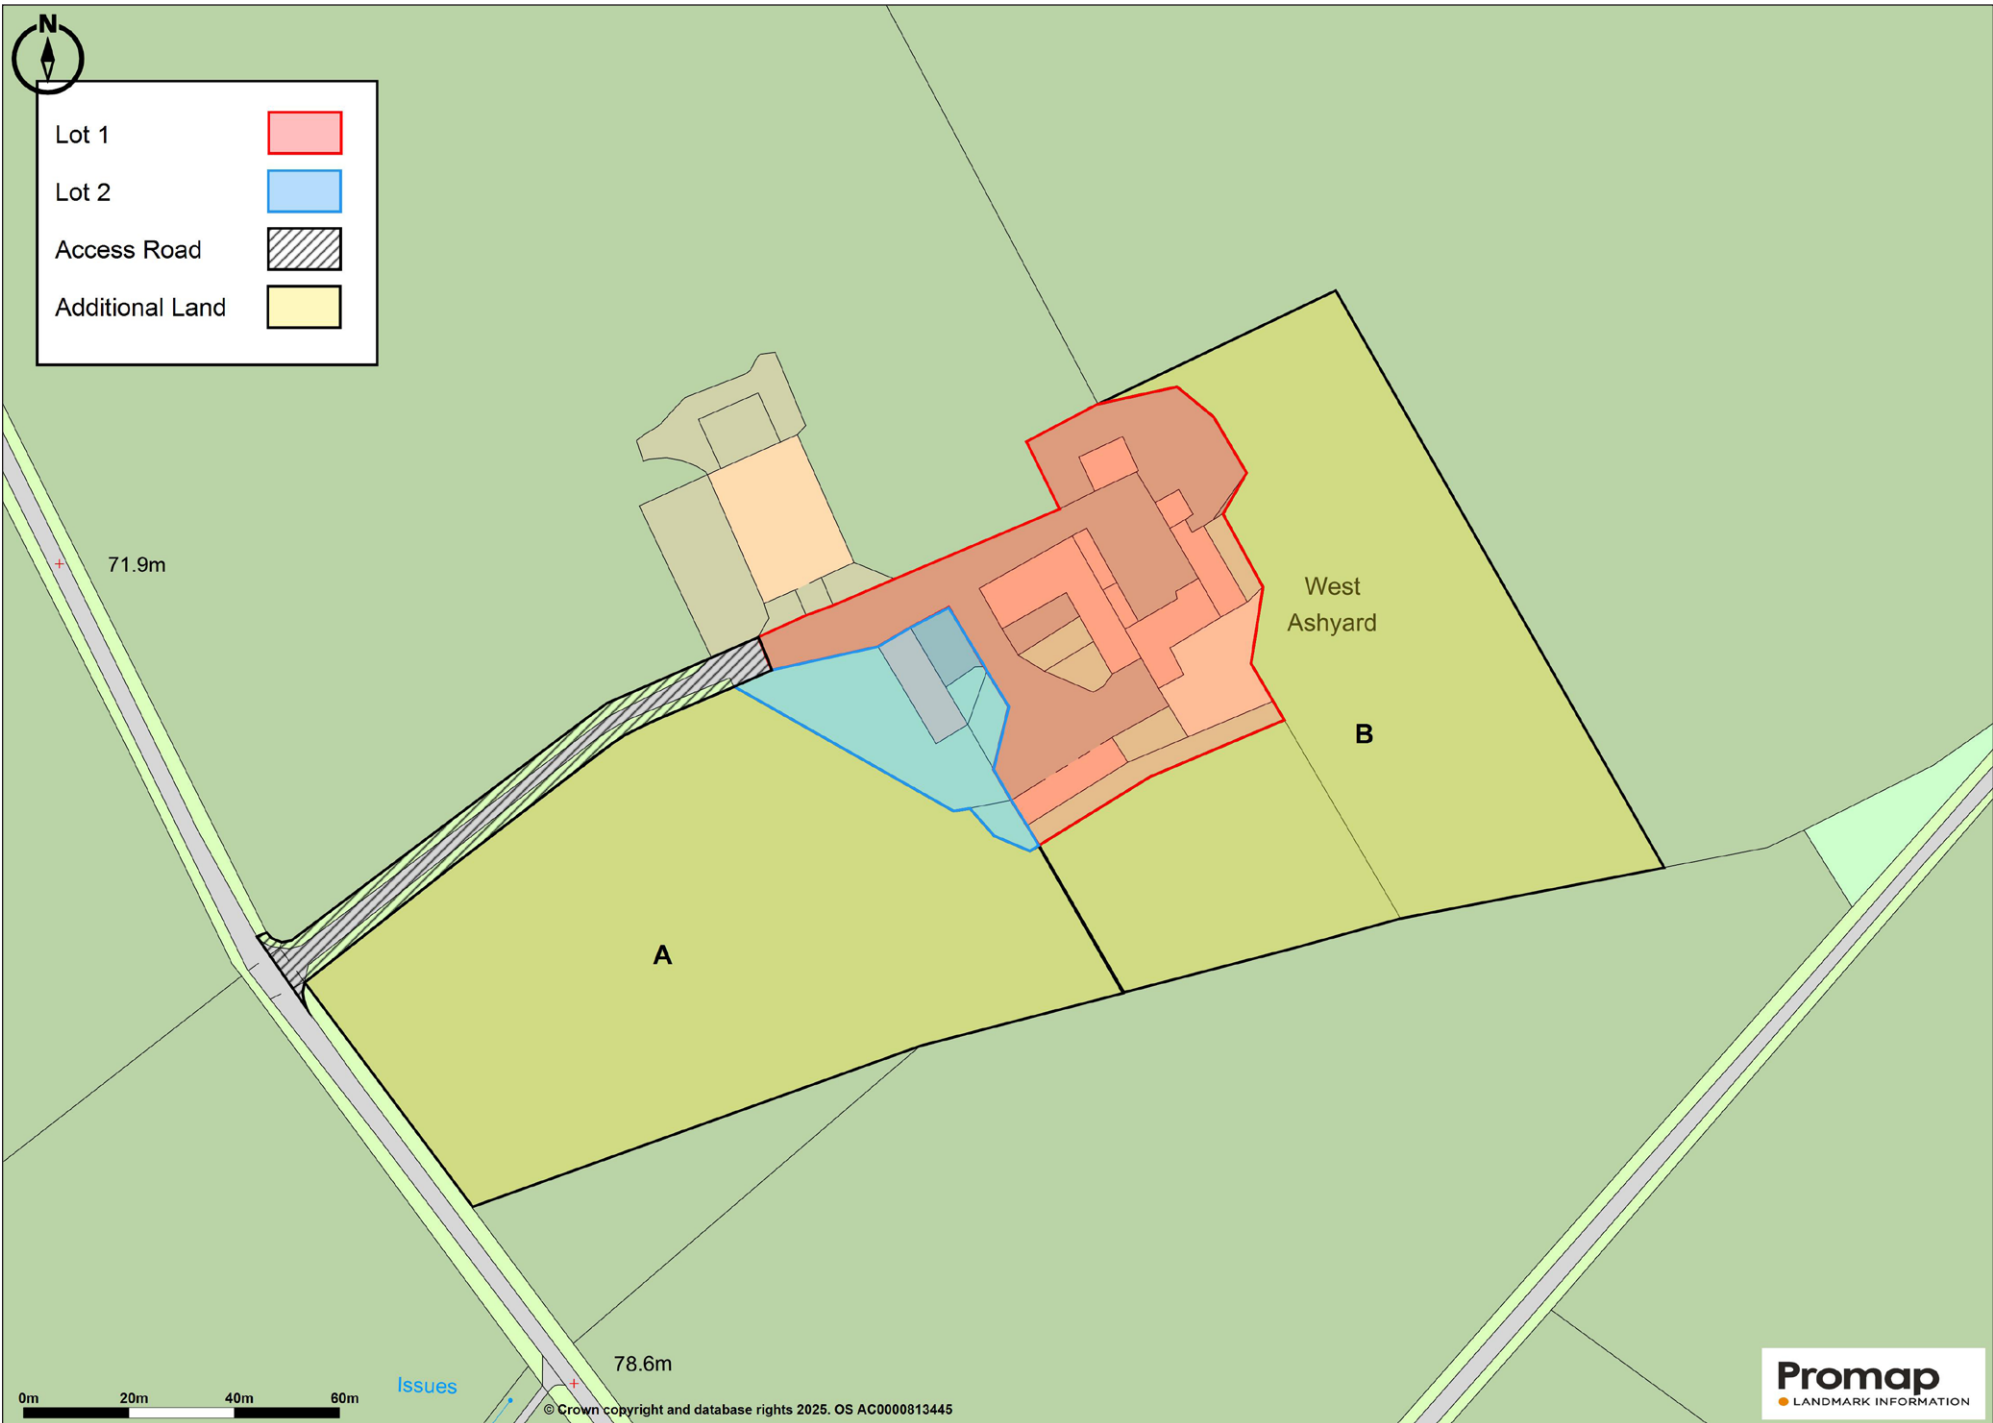 N
Lot 1
Lot 2
Access Road
Additional Land
71.9m
West
Ashyard
B
A
78.6m
Issues
0m 20m 40m 60m
© Crown copyright and database rights 2025. OS AC0000813445
Promap
LANDMARK INFORMATION